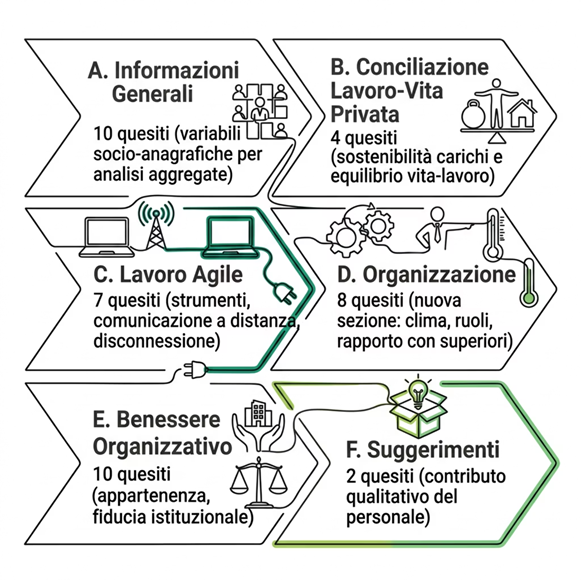 A. Informazioni
Generali
10 quesiti (variabili
socio-anagrafiche per
analisi aggregate)
B. Conciliazione
Lavoro-Vita
Privata
4 quesiti
(sostenibilità carichi e
equilibrio vita-lavoro)
C. Lavoro Agile
7 quesiti (strumenti,
comunicazione a distanza,
disconnessione)
D. Organizzazione
8 quesiti (nuova
sezione: clima, ruoli,
rapporto con superiori)
E. Benessere
Organizzativo
10 quesiti
(appartenenza,
fiducia istituzionale)
F. Suggerimenti
2 quesiti (contributo
qualitativo del
personale)